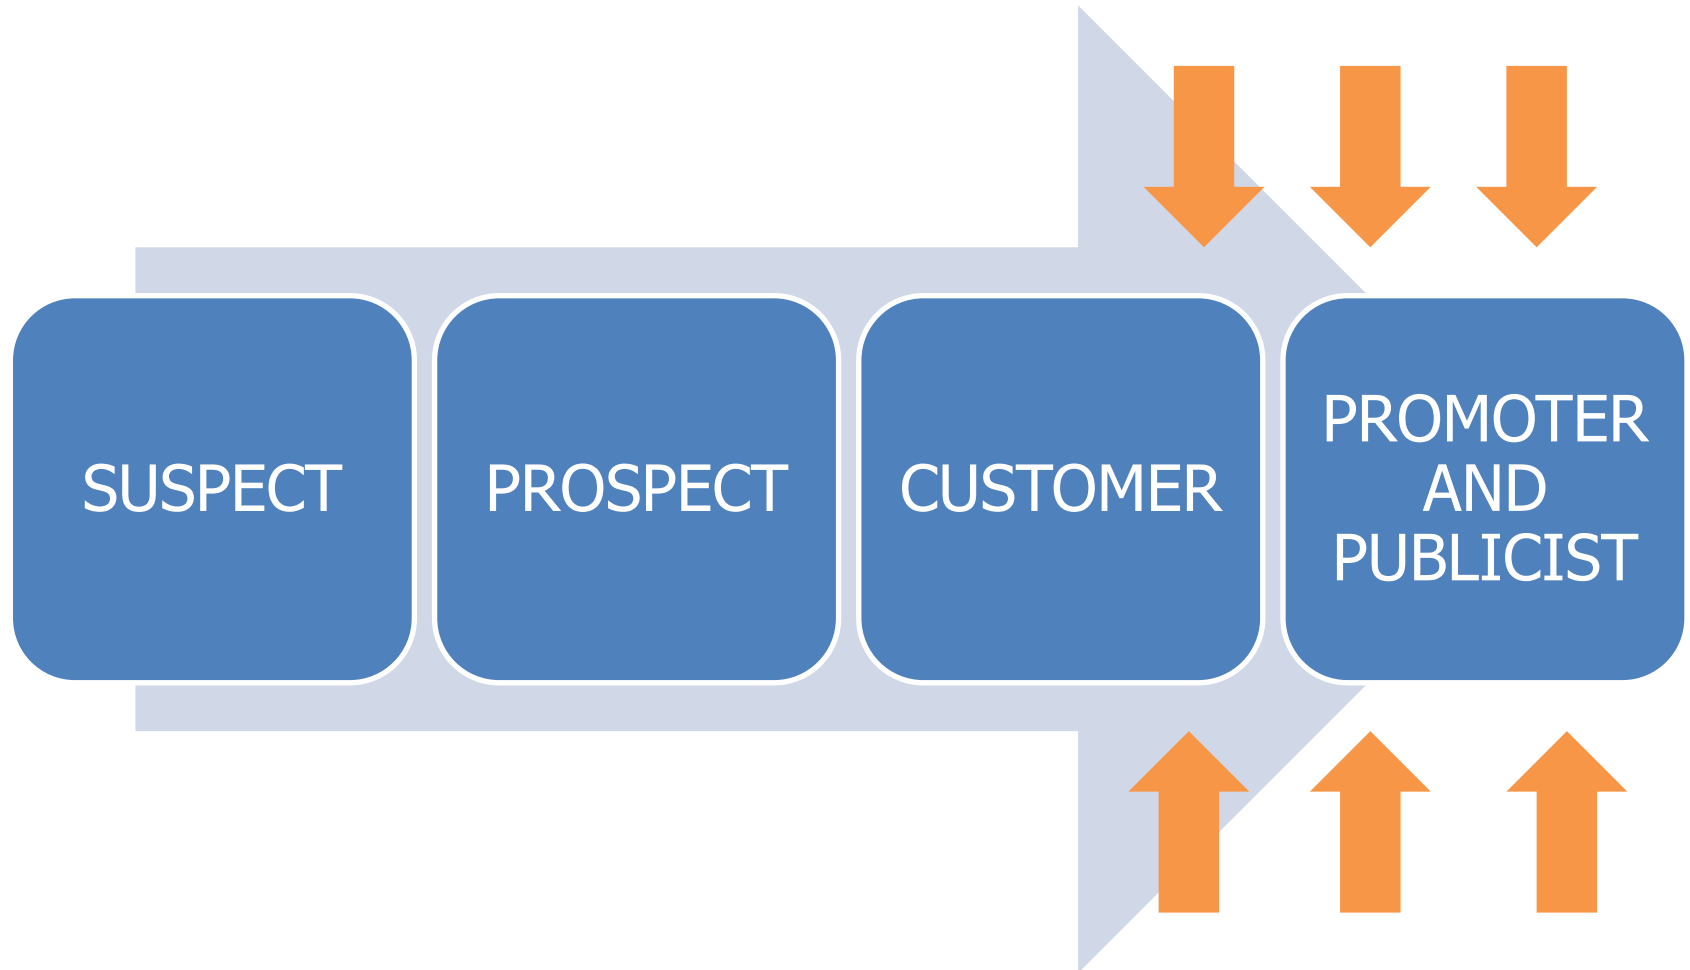 SUSPECT
PROSPECT
CUSTOMER
PROMOTER
AND
PUBLICIST